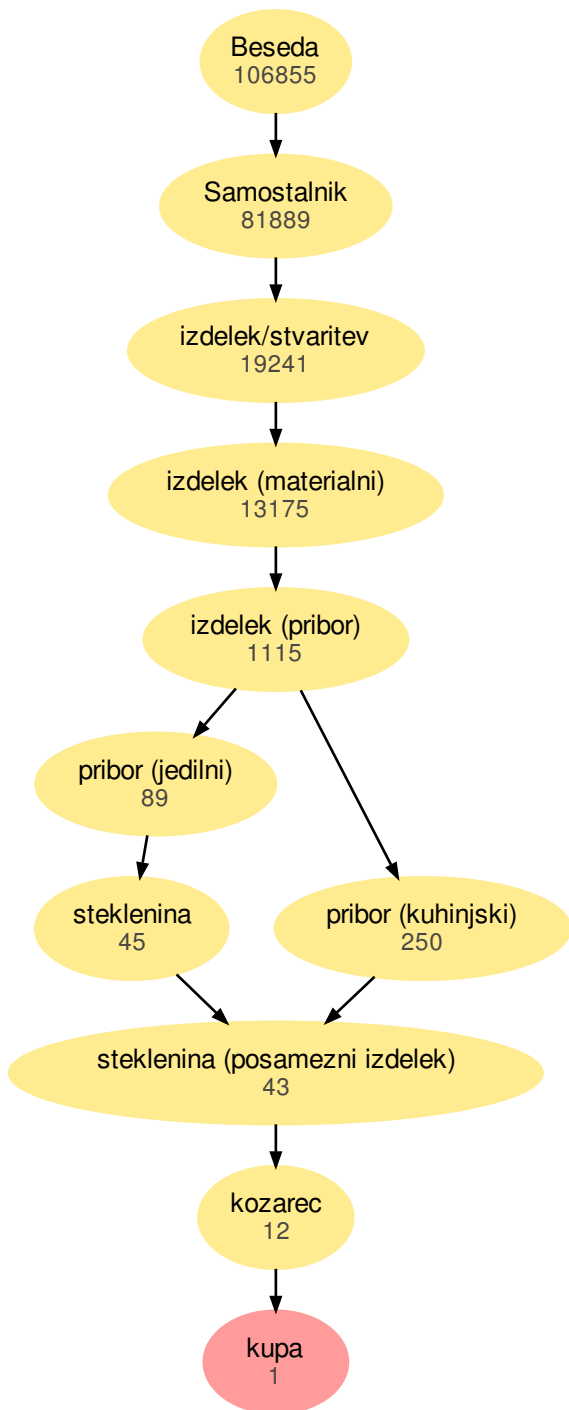 Beseda
106855
Samostalnik
81889
izdelek/stvaritev
19241
izdelek (materialni)
13175
izdelek (pribor)
1115
pribor (jedilni)
89
steklenina
45
pribor (kuhinjski)
250
steklenina (posamezni izdelek)
43
kozarec
12
kupa
1